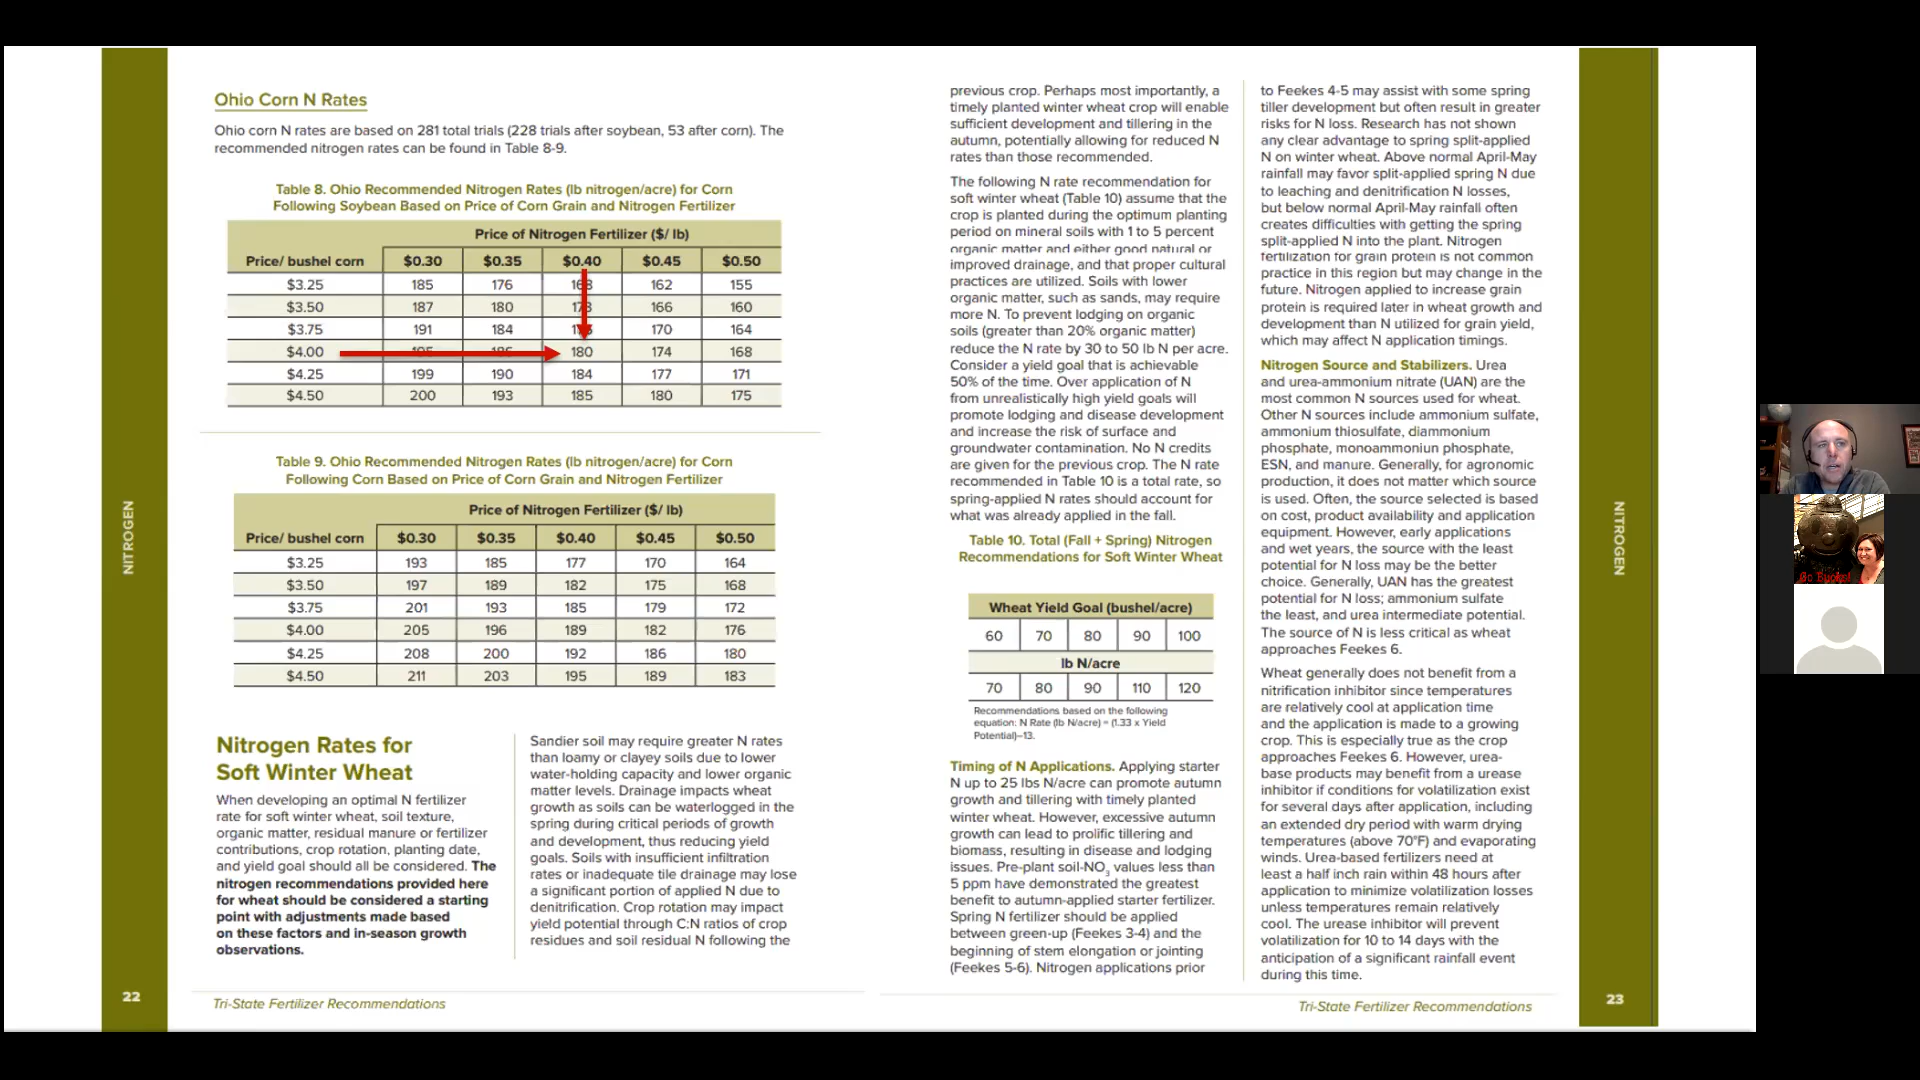 NITROGEN
22
Ohio Corn N Rates
Ohio corn N rates are based on 281 total trials (228 trials after soybean, 53 after corn). The
recommended nitrogen rates can be found in Table 8-9.
Table 8. Ohio Recommended Nitrogen Rates (lb nitrogen/acre) for Corn
Following Soybean Based on Price of Corn Grain and Nitrogen Fertilizer
Price of Nitrogen Fertilizer ($/ lb)
Price/ bushel corn $0.30 $0.35 $0.40 $0.45 $0.50
$3.25 185 176 168 162 155
$3.50 187 180 173 166 160
$3.75 191 184 170 164
$4.00 180 174 168
$4.25 199 190 184 177 171
$4.50 200 193 185 180 175
Table 9. Ohio Recommended Nitrogen Rates (lb nitrogen/acre) for Corn
Following Corn Based on Price of Corn Grain and Nitrogen Fertilizer
Price of Nitrogen Fertilizer ($/ lb)
Price/ bushel corn $0.30 $0.35 $0.40 $0.45 $0.50
$3.25 193 185 177 170 164
$3.50 197 189 182 175 168
$3.75 201 193 185 179 172
$4.00 205 196 189 182 176
$4.25 208 200 192 186 180
$4.50 211 203 195 189 183
Nitrogen Rates for
Soft Winter Wheat
When developing an optimal N fertilizer
rate for soft winter wheat, soil texture,
organic matter, residual manure or fertilizer
contributions, crop rotation, planting date,
and yield goal should all be considered. The
nitrogen recommendations provided here
for wheat should be considered a starting
point with adjustments made based
on these factors and in-season growth
observations.
Sandier soil may require greater N rates
than loamy or clayey soils due to lower
water-holding capacity and lower organic
matter levels. Drainage impacts wheat
growth as soils can be waterlogged in the
spring during critical periods of growth
and development, thus reducing yield
goals. Soils with insufficient infiltration
rates or inadequate tile drainage may lose
a significant portion of applied N due to
denitrification. Crop rotation may impact
yield potential through C:N ratios of crop
residues and soil residual N following the
Tri-State Fertilizer Recommendations
previous crop. Perhaps most importantly, a
timely planted winter wheat crop will enable
sufficient development and tillering in the
autumn, potentially allowing for reduced N
rates than those recommended.
The following N rate recommendation for
soft winter wheat (Table 10) assume that the
crop is planted during the optimum planting
period on mineral soils with 1 to 5 percent
organic matter and either good natural or
improved drainage, and that proper cultural
practices are utilized. Soils with lower
organic matter, such as sands, may require
more N. To prevent lodging on organic
soils (greater than 20% organic matter)
reduce the N rate by 30 to 50 lb N per acre.
Consider a yield goal that is achievable
50% of the time. Over application of N
from unrealistically high yield goals will
promote lodging and disease development
and increase the risk of surface and
groundwater contamination. No N credits
are given for the previous crop. The N rate
recommended in Table 10 is a total rate, so
spring-applied N rates should account for
what was already applied in the fall.
Table 10. Total (Fall + Spring) Nitrogen
Recommendations for Soft Winter Wheat
Wheat Yield Goal (bushel/acre)
60 70 80 90 100
lb N/acre
70 80 90 110 120
Recommendations based on the following
equation: N Rate (lb N/acre) = (1.33 x Yield
Potential)–13.
Timing of N Applications. Applying starter
N up to 25 lbs N/acre can promote autumn
growth and tillering with timely planted
winter wheat. However, excessive autumn
growth can lead to prolific tillering and
biomass, resulting in disease and lodging
issues. Pre-plant soil-NO3 values less than
5 ppm have demonstrated the greatest
benefit to autumn-applied starter fertilizer.
Spring N fertilizer should be applied
between green-up (Feekes 3-4) and the
beginning of stem elongation or jointing
(Feekes 5-6). Nitrogen applications prior
to Feekes 4-5 may assist with some spring
tiller development but often result in greater
risks for N loss. Research has not shown
any clear advantage to spring split-applied
N on winter wheat. Above normal April-May
rainfall may favor split-applied spring N due
to leaching and denitrification N losses,
but below normal April-May rainfall often
creates difficulties with getting the spring
split-applied N into the plant. Nitrogen
fertilization for grain protein is not common
practice in this region but may change in the
future. Nitrogen applied to increase grain
protein is required later in wheat growth and
development than N utilized for grain yield,
which may affect N application timings.
Nitrogen Source and Stabilizers. Urea
and urea-ammonium nitrate (UAN) are the
most common N sources used for wheat.
Other N sources include ammonium sulfate,
ammonium thiosulfate, diammonium
phosphate, monoammoniun phosphate,
ESN, and manure. Generally, for agronomic
production, it does not matter which source
is used. Often, the source selected is based
on cost, product availability and application
equipment. However, early applications
and wet years, the source with the least
potential for N loss may be the better
choice. Generally, UAN has the greatest
potential for N loss; ammonium sulfate
the least, and urea intermediate potential.
The source of N is less critical as wheat
approaches Feekes 6.
Wheat generally does not benefit from a
nitrification inhibitor since temperatures
are relatively cool at application time
and the application is made to a growing
crop. This is especially true as the crop
approaches Feekes 6. However, urea-
base products may benefit from a urease
inhibitor if conditions for volatilization exist
for several days after application, including
an extended dry period with warm drying
temperatures (above 70°F) and evaporating
winds. Urea-based fertilizers need at
least a half inch rain within 48 hours after
application to minimize volatilization losses
unless temperatures remain relatively
cool. The urease inhibitor will prevent
volatilization for 10 to 14 days with the
anticipation of a significant rainfall event
during this time.
Tri-State Fertilizer Recommendations
NITROGEN
23
Go Bucks!